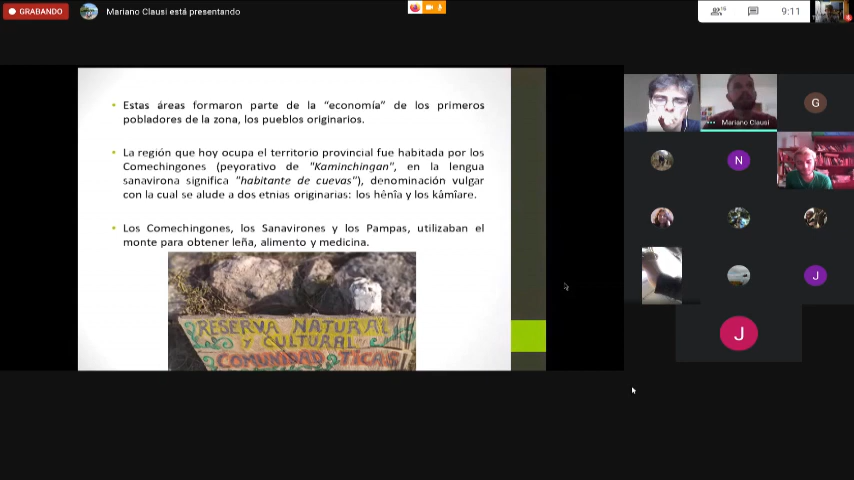 GRABANDO
Mariano Clausi está presentando
9:11
Estas áreas formaron parte de la “economía” de los primeros
pobladores de la zona, los pueblos originarios.
La región que hoy ocupa el territorio provincial fue habitada por los
Comechingones (peyorativo de "Kaminchingan", en la lengua
sanavirona significa "habitante de cuevas"), denominación vulgar
con la cual se alude a dos etnias originarias: los hênîa y los kâmîare.
Los Comechingones, los Sanavirones y los Pampas, utilizaban el
monte para obtener leña, alimento y medicina.
RESERVA NATURAL
Y CULTURAL
COMUNIDAD TICAS
Mariano Clausi
G
N
J
J